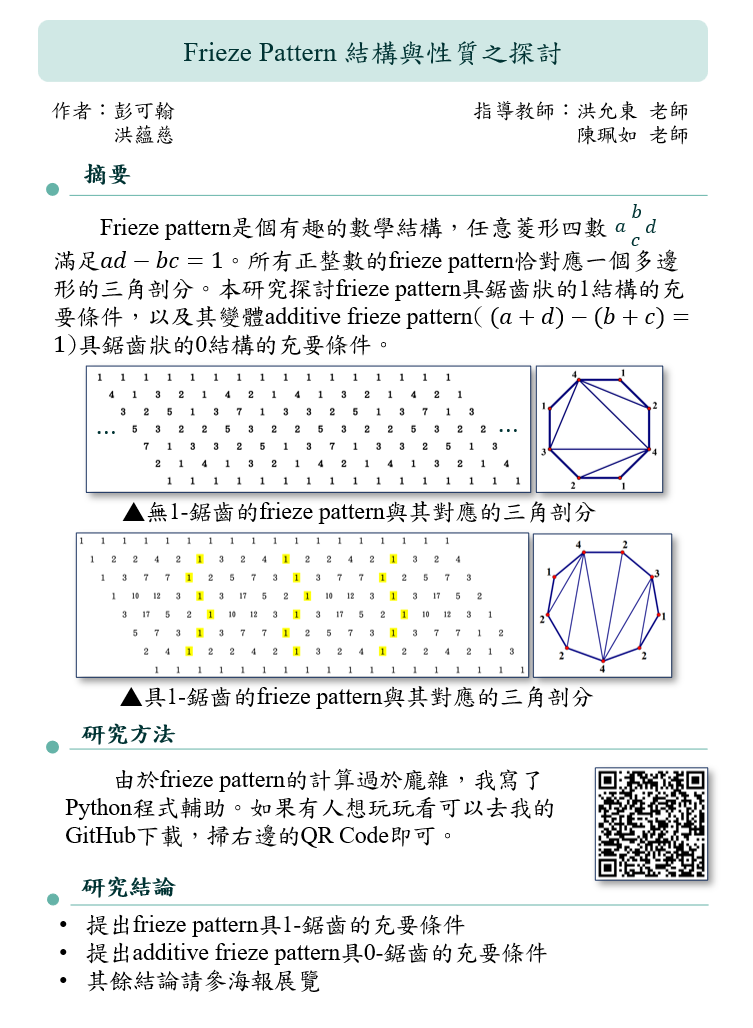 Frieze Pattern 結構與性質之探討
作者：彭可翰
洪蘊慈
指導教師：洪允東 老師
陳珮如 老師
摘要
Frieze pattern是個有趣的數學結構，任意菱形四數 a b c d
滿足ad − bc = 1。所有正整數的frieze pattern恰對應一個多邊
形的三角剖分。本研究探討frieze pattern具鋸齒狀的1結構的充
要條件，以及其變體additive frieze pattern( (a + d) − (b + c) =
1)具鋸齒狀的0結構的充要條件。
1 1 1 1 1 1 1 1 1 1 1 1 1 1 1 1
4 1 3 2 1 4 2 1 4 1 3 2 1 4 2 1
3 2 5 1 3 7 1 3 3 2 5 1 3 7 1 3
… 5 3 2 2 5 3 2 2 5 3 2 2 5 3 2 2 …
7 1 3 3 2 5 1 3 7 1 3 3 2 5 1 3
2 1 4 1 3 2 1 4 2 1 4 1 3 2 1 4
1 1 1 1 1 1 1 1 1 1 1 1 1 1 1 1
4 1
1 2
3 4
2 1
▲無1-鋸齒的frieze pattern與其對應的三角剖分
1 1 1 1 1 1 1 1 1 1 1 1 1 1 1 1 1 1
1 2 2 4 2 1 3 2 4 1 2 2 4 2 1 3 2 4
1 3 7 7 1 2 5 7 3 1 3 7 7 1 2 5 7 3
1 10 12 3 1 3 17 5 2 1 10 12 3 1 3 17 5 2
3 17 5 2 1 10 12 3 1 3 17 5 2 1 10 12 3 1
5 7 3 1 3 7 7 1 2 5 7 3 1 3 7 7 1 2
2 4 1 2 2 4 2 1 3 2 4 1 2 2 4 2 1 3
1 1 1 1 1 1 1 1 1 1 1 1 1 1 1 1 1 1
4 2
1 3
2 1
2 2
4
▲具1-鋸齒的frieze pattern與其對應的三角剖分
研究方法
由於frieze pattern的計算過於龐雜，我寫了
Python程式輔助。如果有人想玩玩看可以去我的
GitHub下載，掃右邊的QR Code即可。
研究結論
• 提出frieze pattern具1-鋸齒的充要條件
• 提出additive frieze pattern具0-鋸齒的充要條件
• 其餘結論請參海報展覽